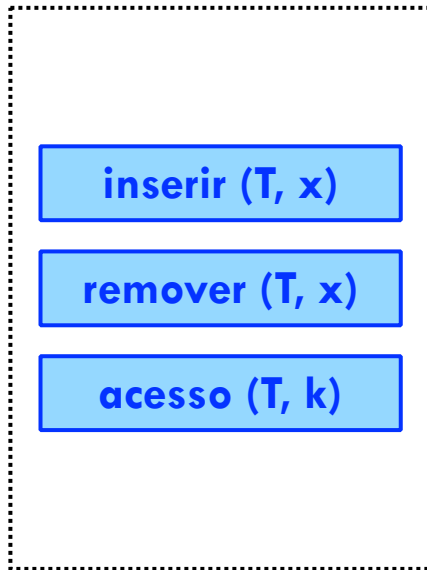 inserir (T, x)
remover (T, x)
acesso (T, k)